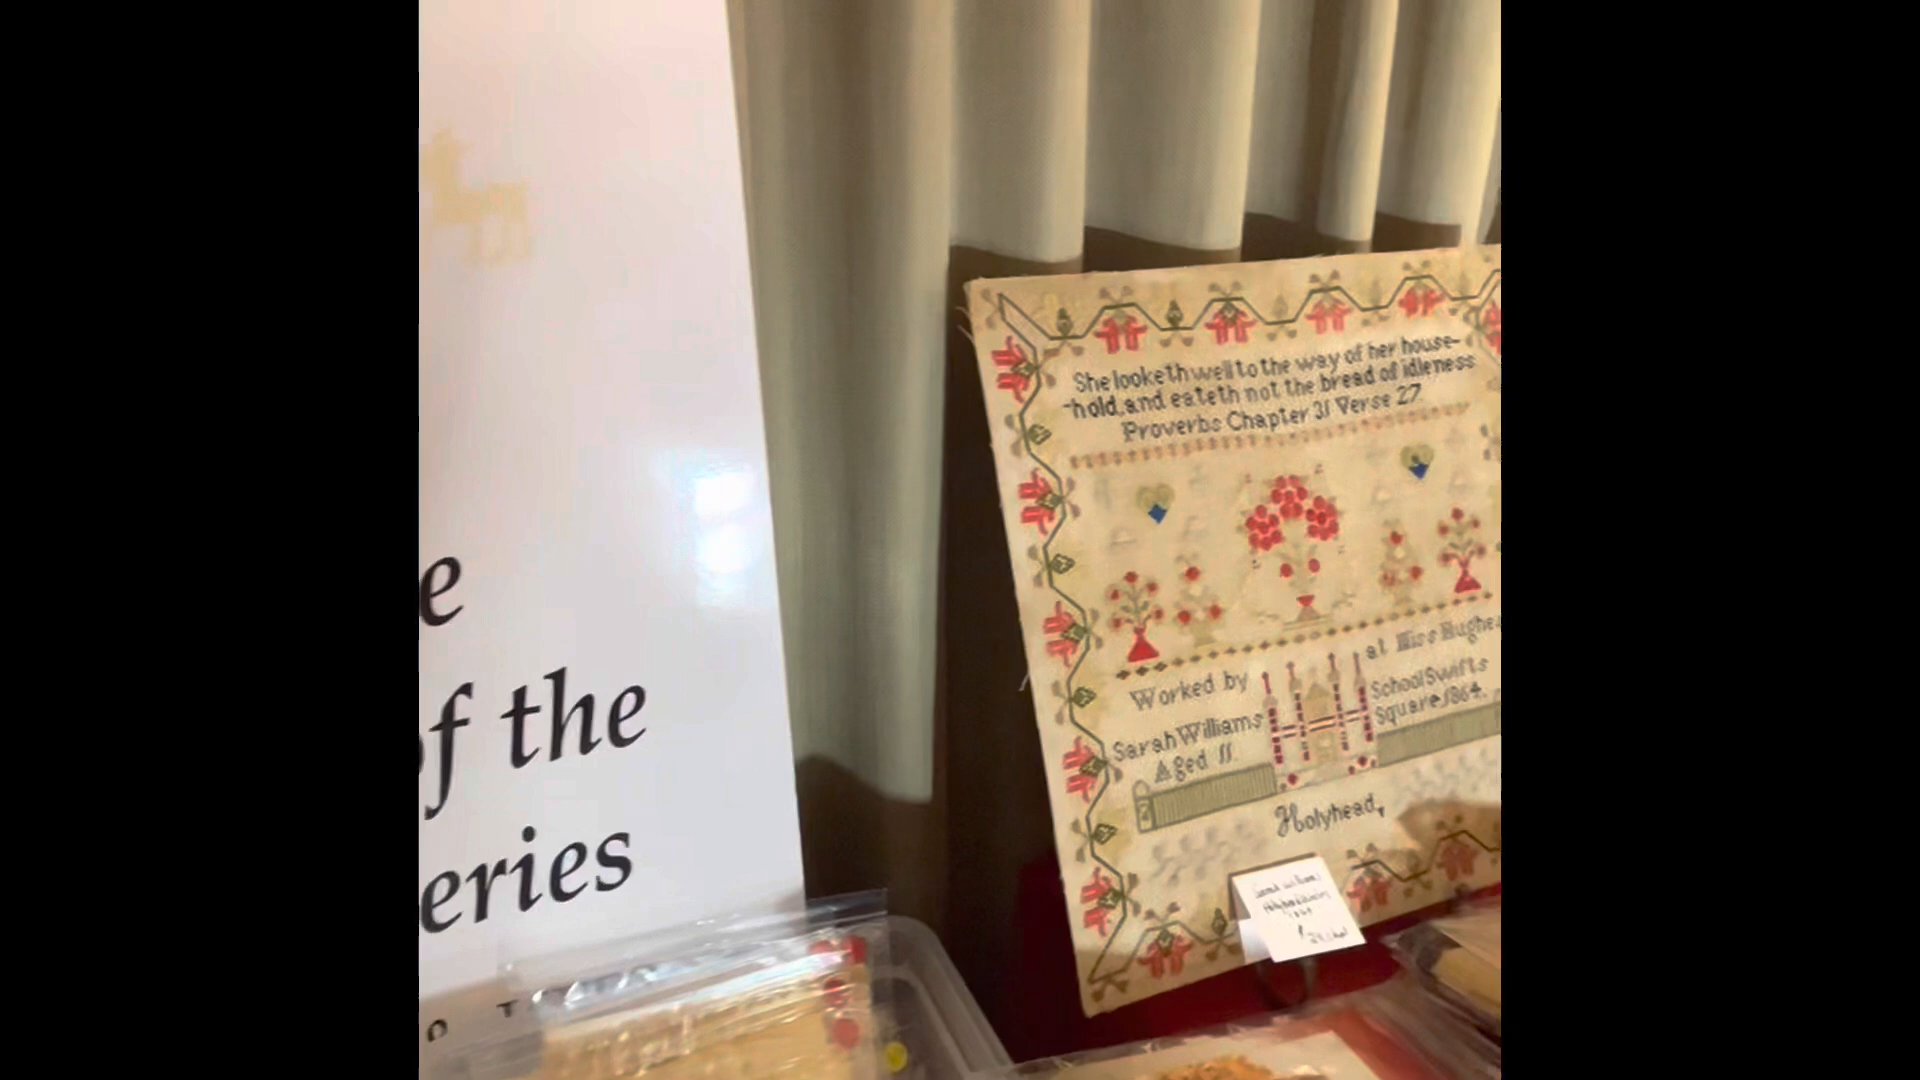 e
of the
eries
She looketh well to the way of her house-
-hold, and eateth not the bread of idleness
Proverbs Chapter 31 Verse 27
Worked by
Sarah Williams
Aged 11.
at Miss Hughes
School Swifts
Square, 1864.
Holyhead,